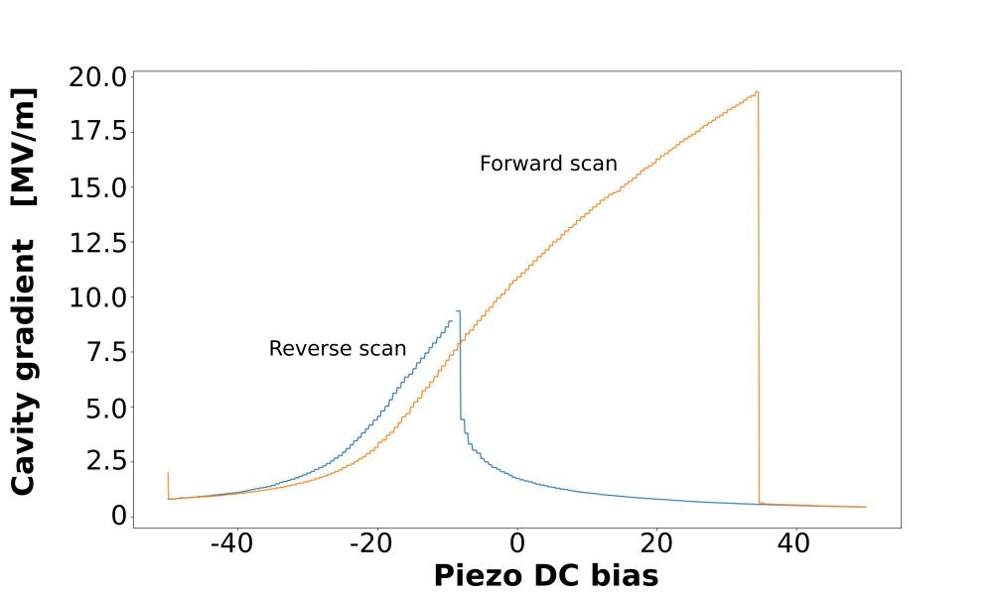 Cavity gradient [MV/m]
20.0
17.5
15.0
12.5
10.0
7.5
5.0
2.5
0
Forward scan
Reverse scan
-40 -20 0 20 40
Piezo DC bias